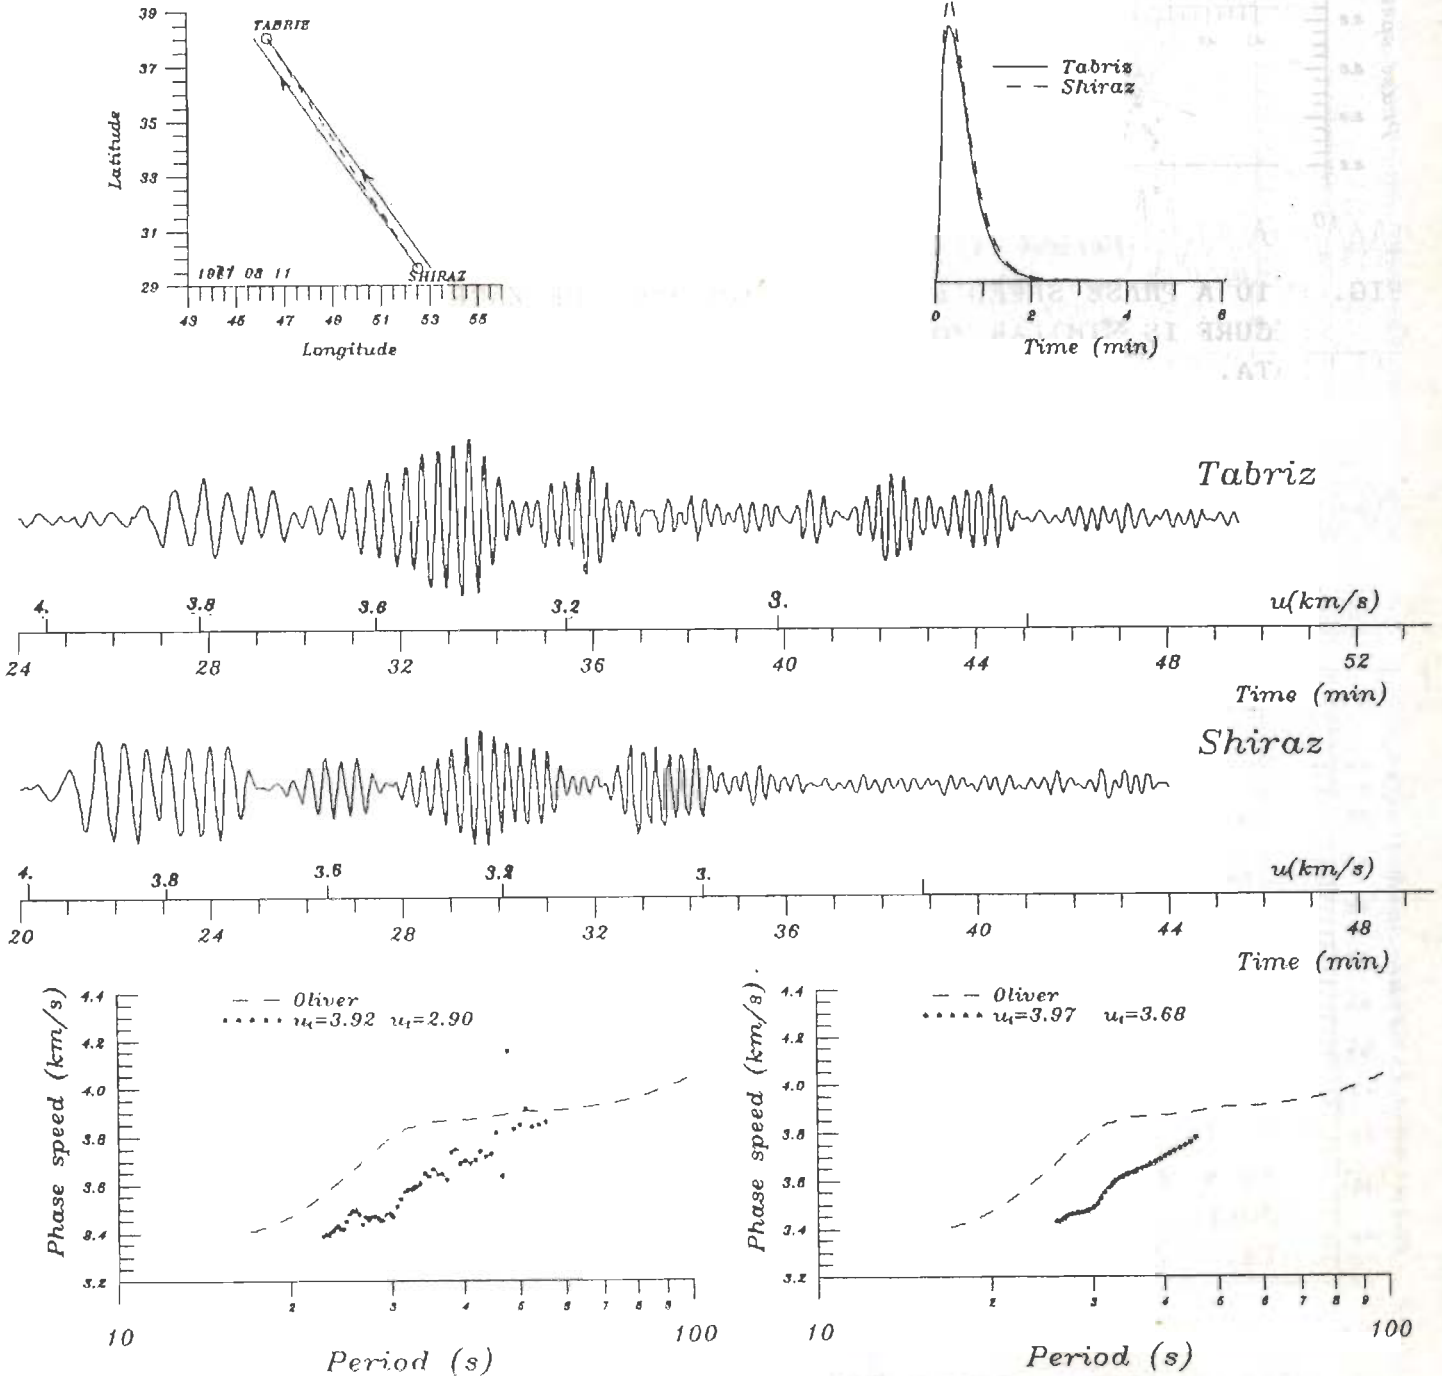 39
37
35
33
31
29
Latitude
TABRIZ
SHIRAZ
08 11
43 45 47 49 51 53 55
Longitude
Tabriz
Shiraz
0 2 4 6
Time (min)
Tabriz
4. 3.8 3.6 3.2 3. u(km/s)
24 28 32 36 40 44 48 52
Time (min)
Shiraz
4. 3.8 3.6 3.2 3. u(km/s)
20 24 28 32 36 40 44 48
Time (min)
4.4
4.2
4.0
3.8
3.6
3.4
3.2
Phase speed (km/s)
Oliver
=3.92 =2.90
2 3 4 5 6 7 8 9
10 100
Period (s)
4.4
4.2
4.0
3.8
3.6
3.4
3.2
Phase speed (km/s)
Oliver
=3.97 =3.68
2 3 4 5 6 7 8 9
10 100
Period (s)
FIG.